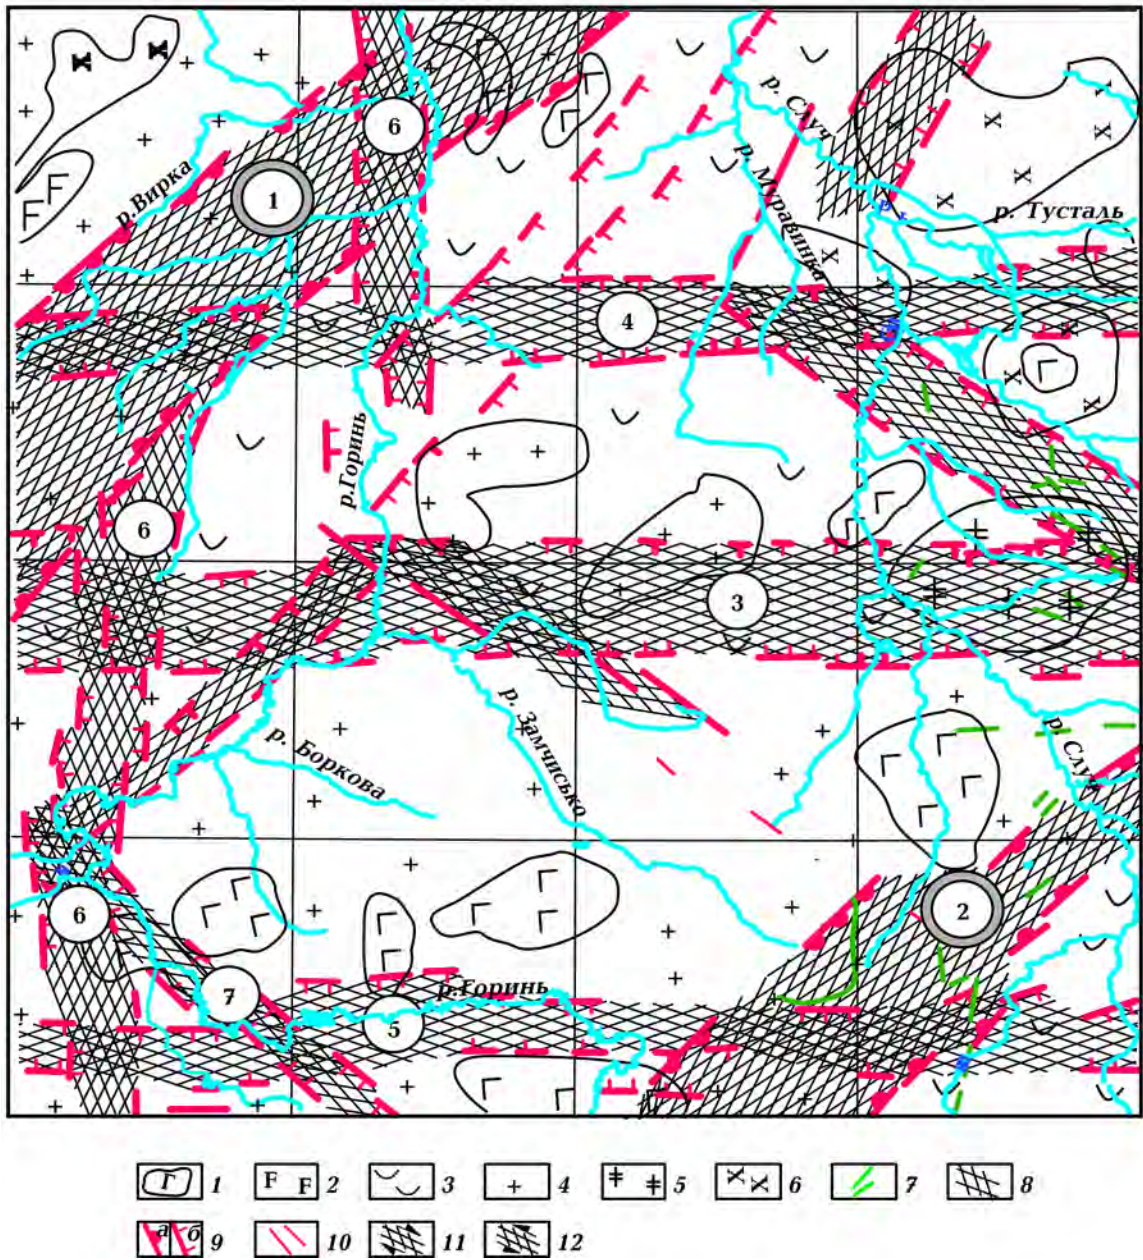 р. Случ
6
р. Вирка
1
р. Муравинка
р. Тусталь
4
р. Горинь
6
3
р. Замчисько
р. Боркова
р. Случ
6
2
7
р. Горинь
5
Г 1
F F 2
3
+ 4
5
X X 6
7
8
а б 9
10
11
12